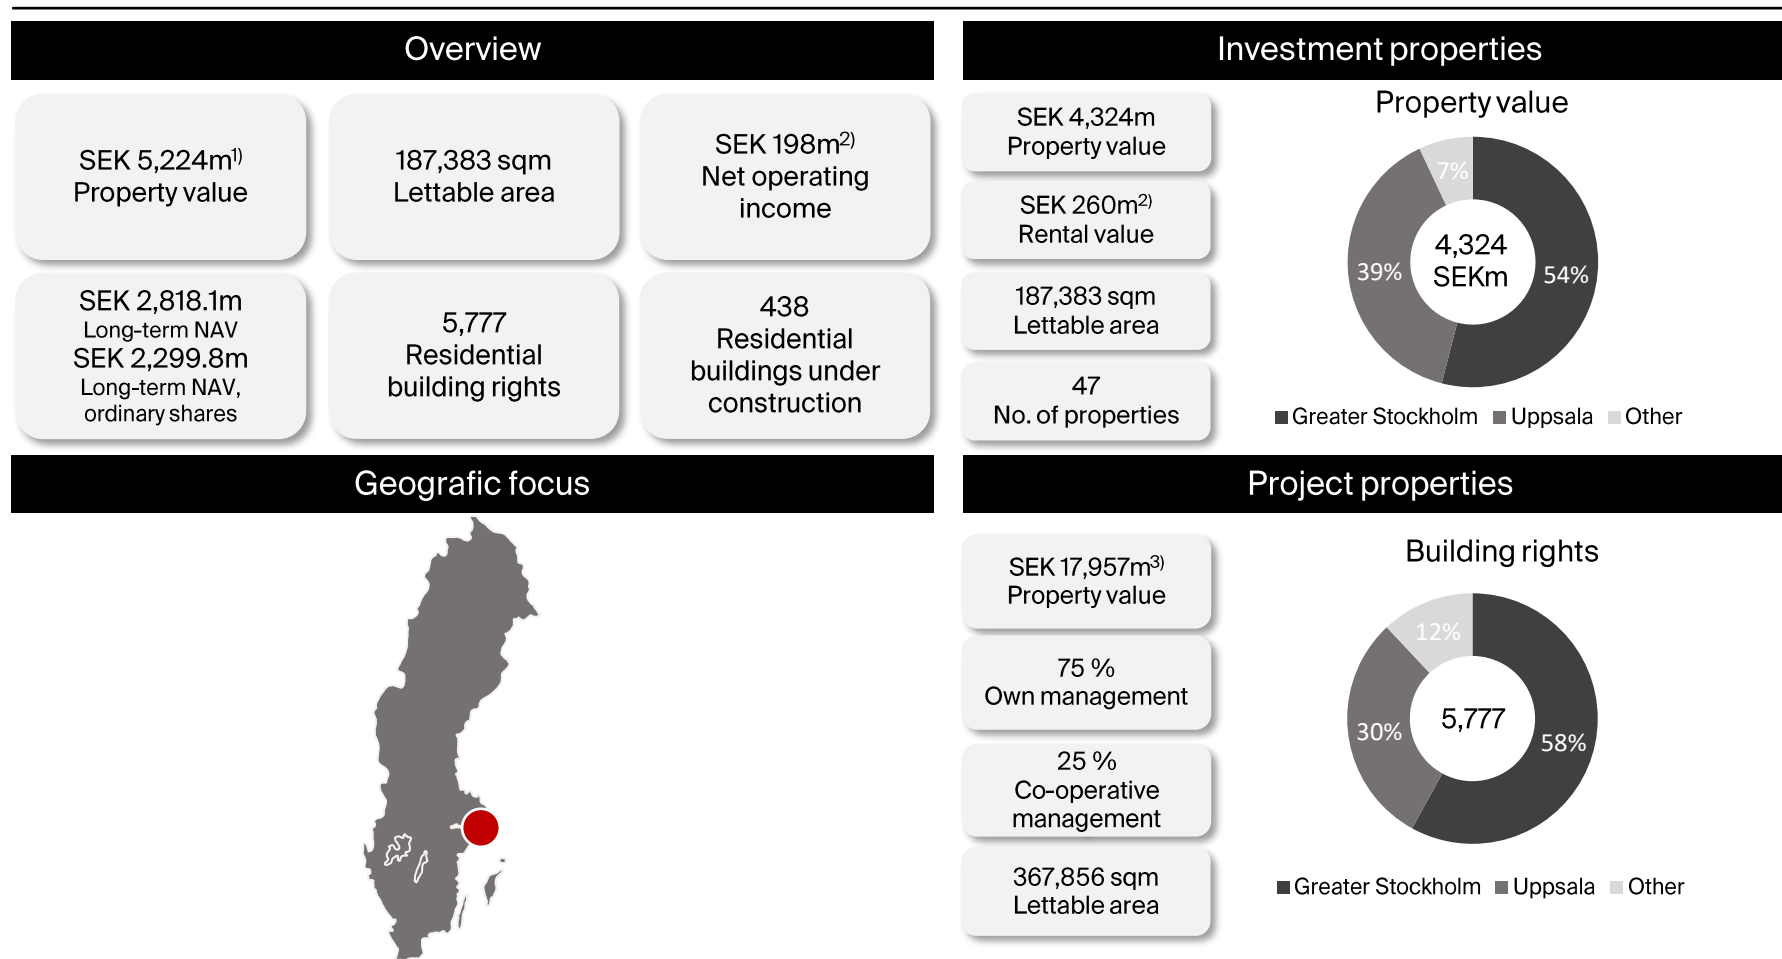 Overview
SEK 5,224m1)
Property value
187,383 sqm
Lettable area
SEK 198m2)
Net operating
income
SEK 2,818.1m
Long-term NAV
SEK 2,299.8m
Long-term NAV,
ordinary shares
5,777
Residential
building rights
438
Residential
buildings under
construction
Investment properties
SEK 4,324m
Property value
SEK 260m2)
Rental value
187,383 sqm
Lettable area
47
No. of properties
Property value
7%
39%
54%
4,324
SEKm
Greater Stockholm Uppsala Other
Geografic focus
Project properties
SEK 17,957m3)
Property value
75 %
Own management
25 %
Co-operative
management
367,856 sqm
Lettable area
Building rights
12%
30%
58%
5,777
Greater Stockholm Uppsala Other